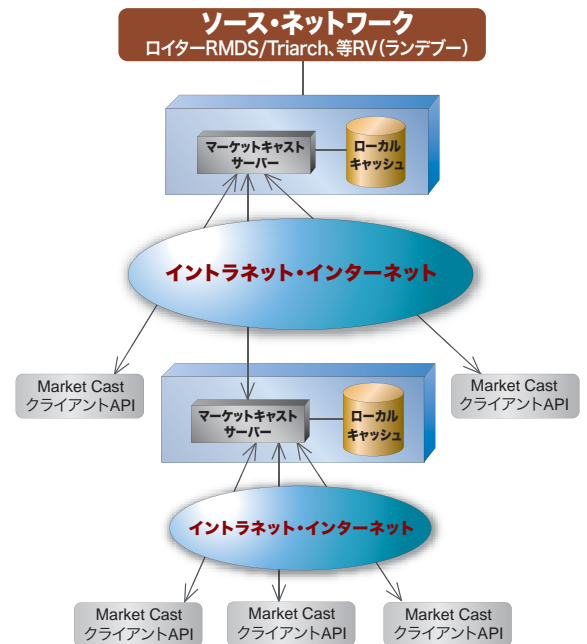 ソース・ネットワーク
ロイターRMDS/Triarch、等RV(ランデブー)
マーケットキャスト
サーバー
ローカル
キャッシュ
イントラネット・インターネット
Market Cast
クライアントAPI
Market Cast
クライアントAPI
マーケットキャスト
サーバー
ローカル
キャッシュ
イントラネット・インターネット
Market Cast
クライアントAPI
Market Cast
クライアントAPI
Market Cast
クライアントAPI